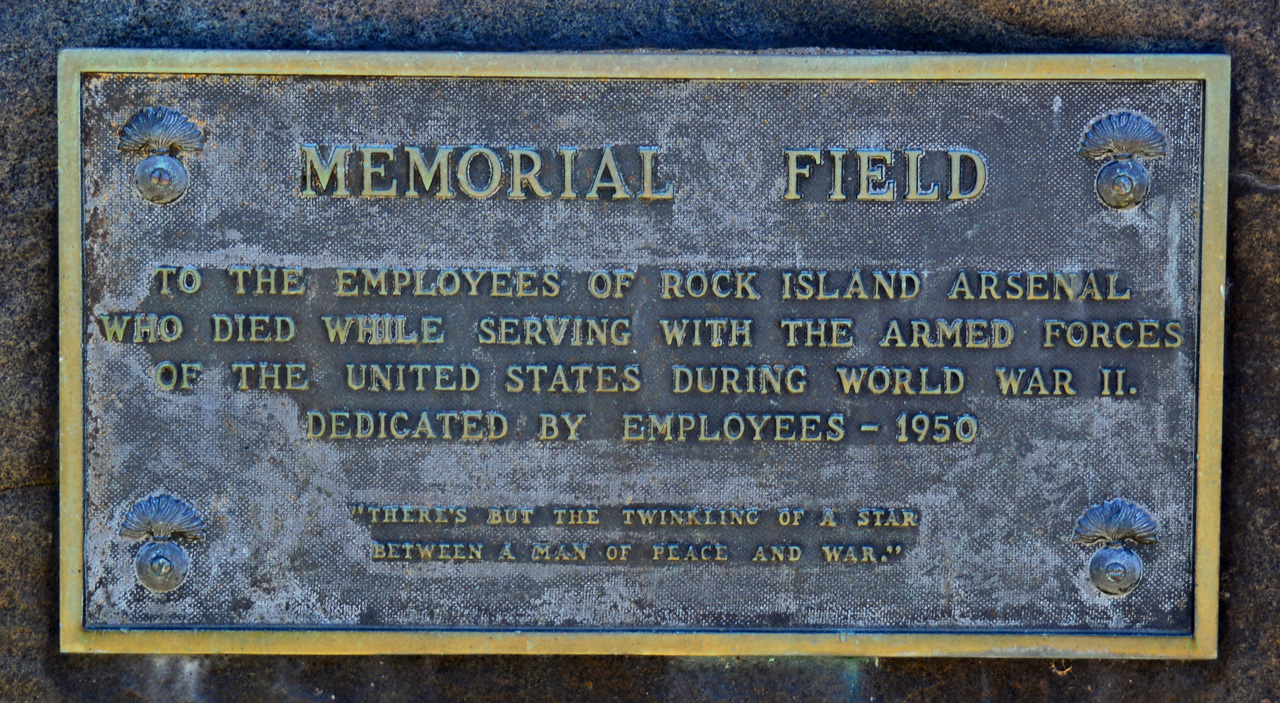 MEMORIAL FIELD
TO THE EMPLOYEES OF ROCK ISLAND ARSENAL
WHO DIED WHILE SERVING WITH THE ARMED FORCES
OF THE UNITED STATES DURING WORLD WAR II.
DEDICATED BY EMPLOYEES - 1950
"THERE'S BUT THE TWINKLING OF A STAR
BETWEEN A MAN OF PEACE AND WAR."